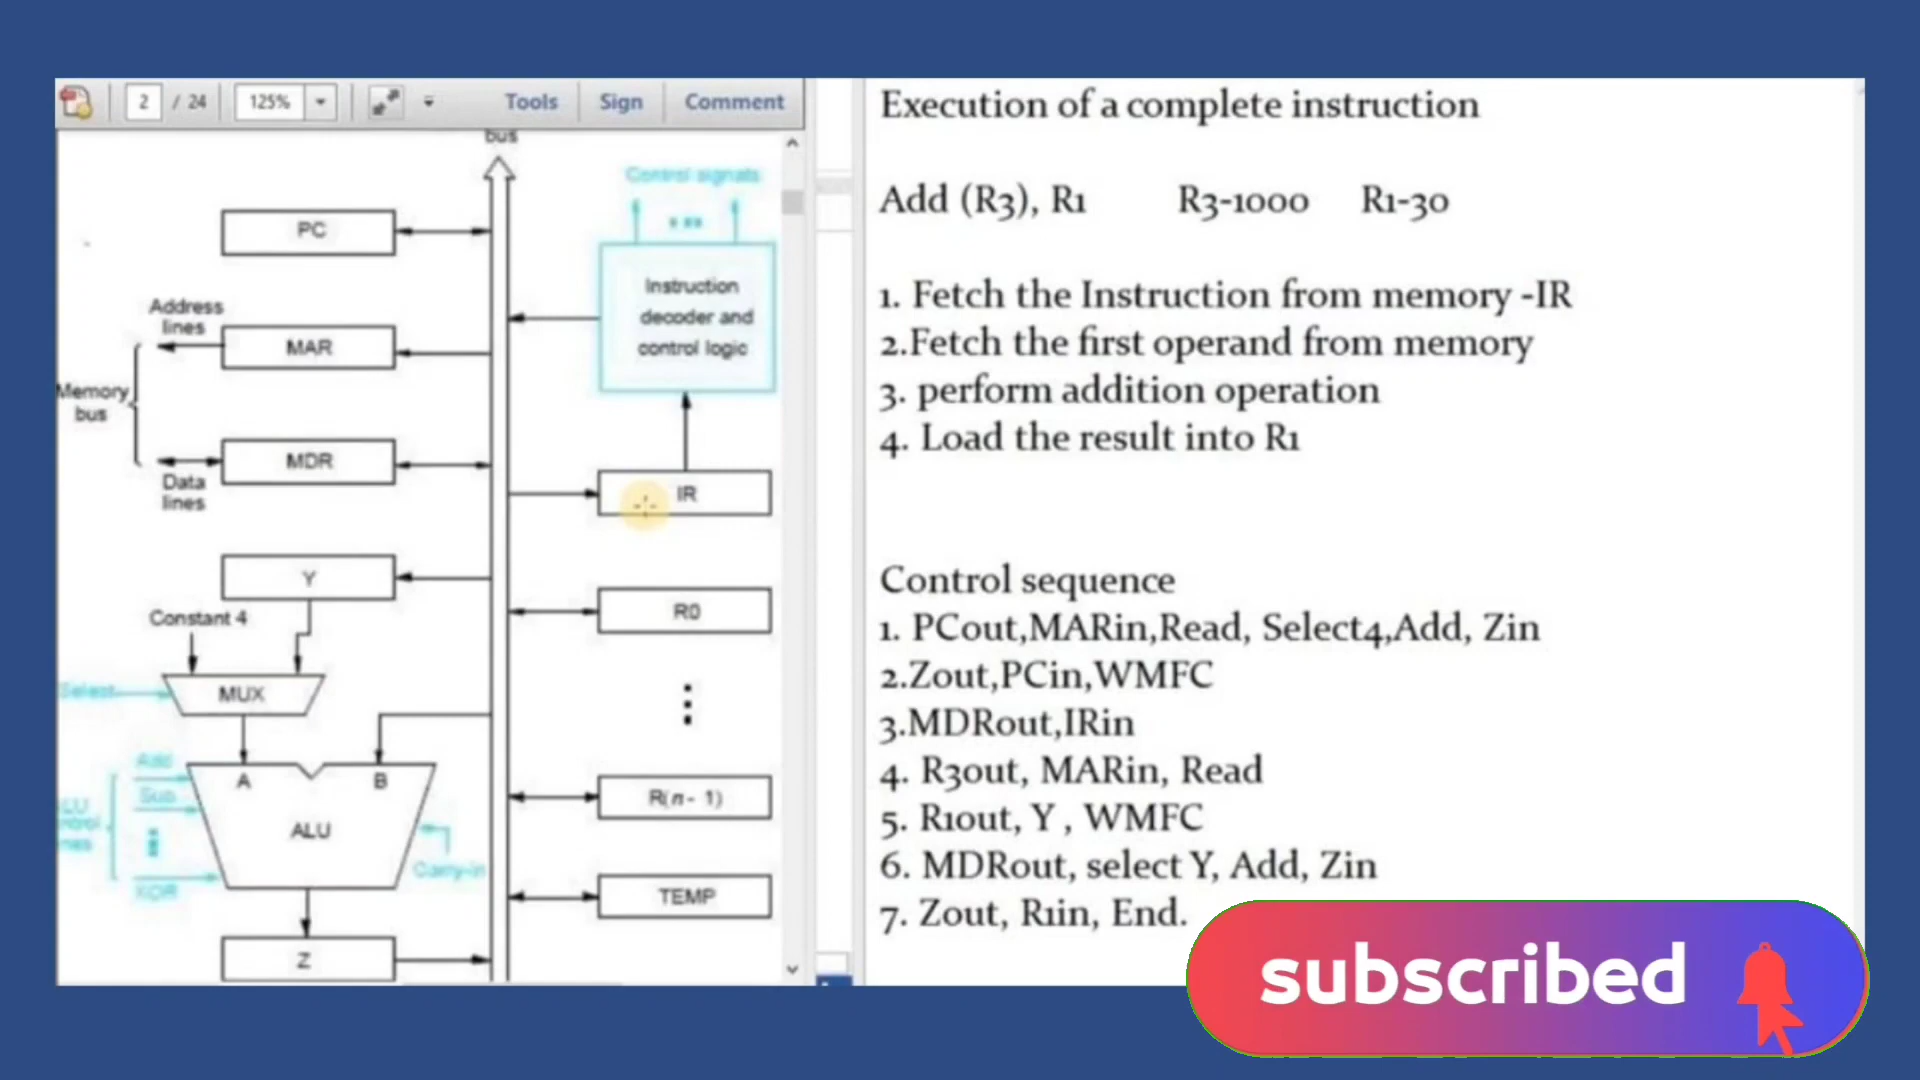 2 / 24 125% Tools Sign Comment
bus
Control signals
PC
Instruction
decoder and
control logic
Address
lines
MAR
Memory
bus
MDR
Data
lines
IR
Y
R0
Constant 4
Select
MUX
Add
Sub
A B
R(n - 1)
ALU
Carry-in
XOR
TEMP
Z
Execution of a complete instruction
Add (R3), R1 R3-1000 R1-30
1. Fetch the Instruction from memory -IR
2.Fetch the first operand from memory
3. perform addition operation
4. Load the result into R1
Control sequence
1. PCout,MARin,Read, Select4,Add, Zin
2.Zout,PCin,WMFC
3.MDRout,IRin
4. R3out, MARin, Read
5. R1out, Y , WMFC
6. MDRout, select Y, Add, Zin
7. Zout, R1in, End.
subscribed